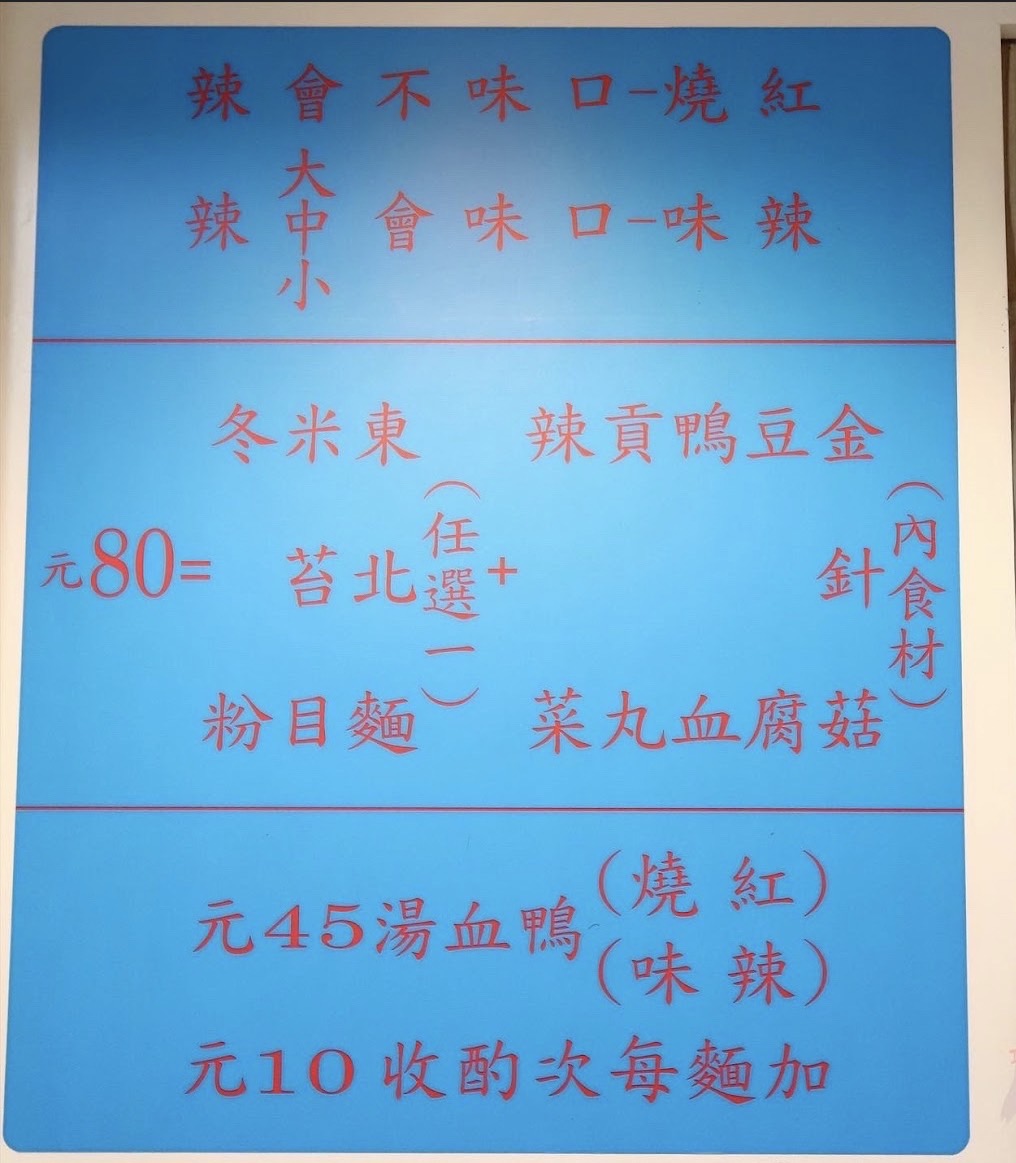 紅燒-口味不會辣
辣味-口味會大中小辣
(內食材)
金針菇
豆腐
鴨血
貢丸
辣菜
+
(任選一)
東北麵
米苔目
冬粉
=80元
(紅燒)
(辣味)
鴨血湯45元
加麵每次酌收10元